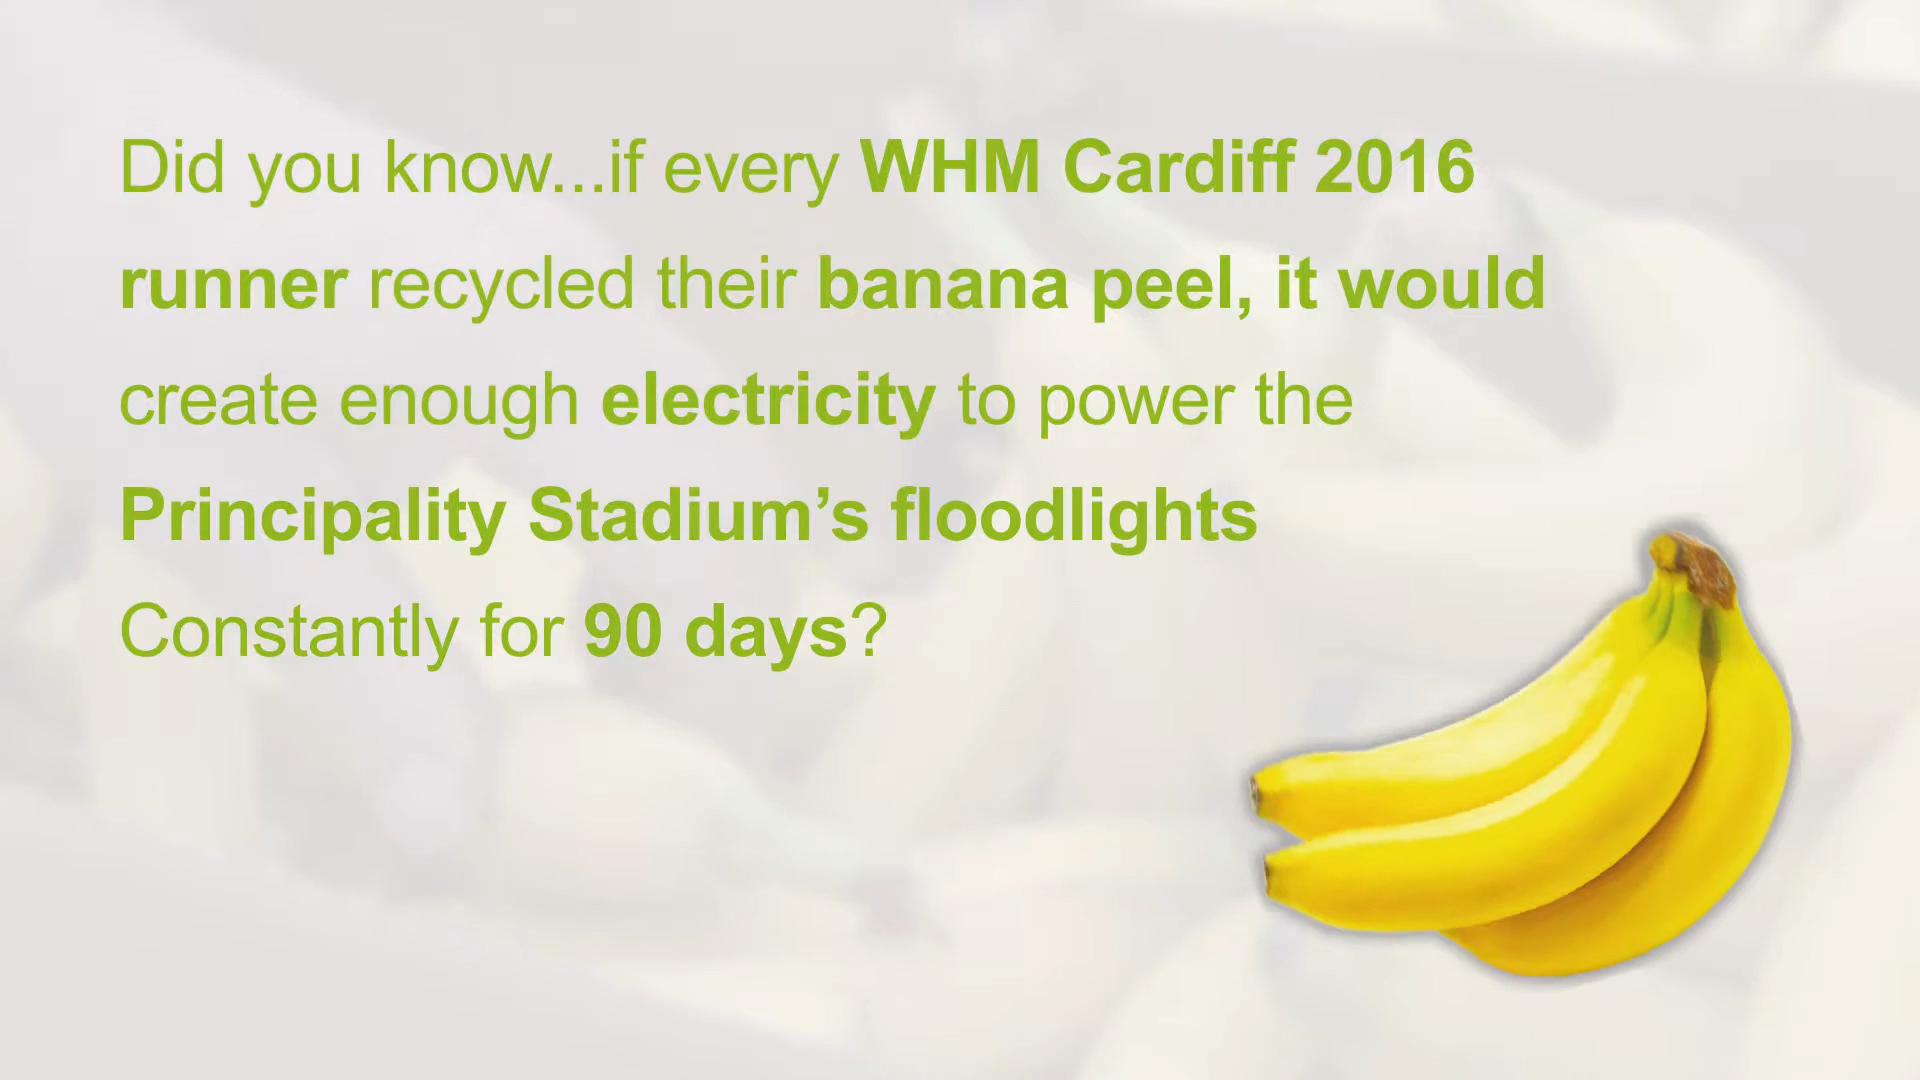 Did you know...if every WHM Cardiff 2016
runner recycled their banana peel, it would
create enough electricity to power the
Principality Stadium’s floodlights
Constantly for 90 days?